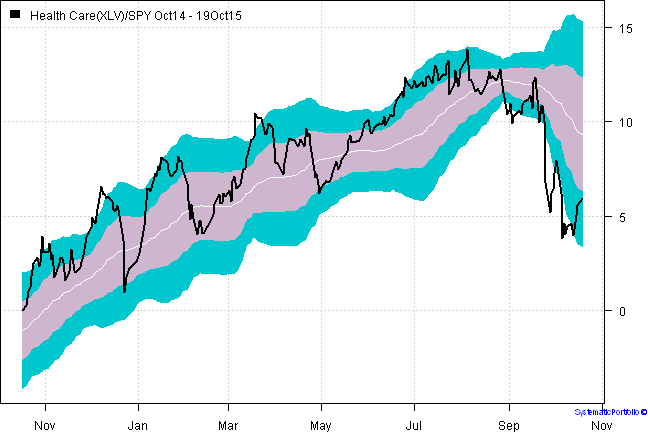 Health Care(XLV)/SPY Oct14 - 19Oct15
15
10
5
0
SystematicPortfolio ©
Nov Jan Mar May Jul Sep Nov